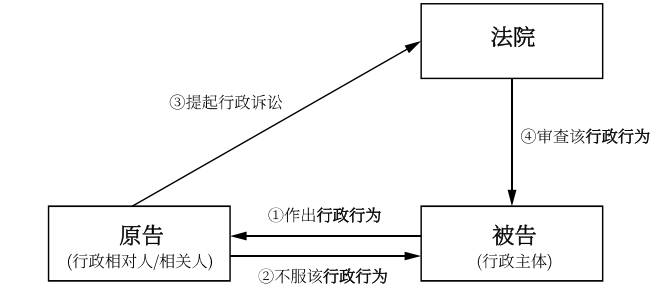 法院
③提起行政诉讼
④审查该行政行为
①作出行政行为
原告
(行政相对人/相关人)
被告
(行政主体)
②不服该行政行为